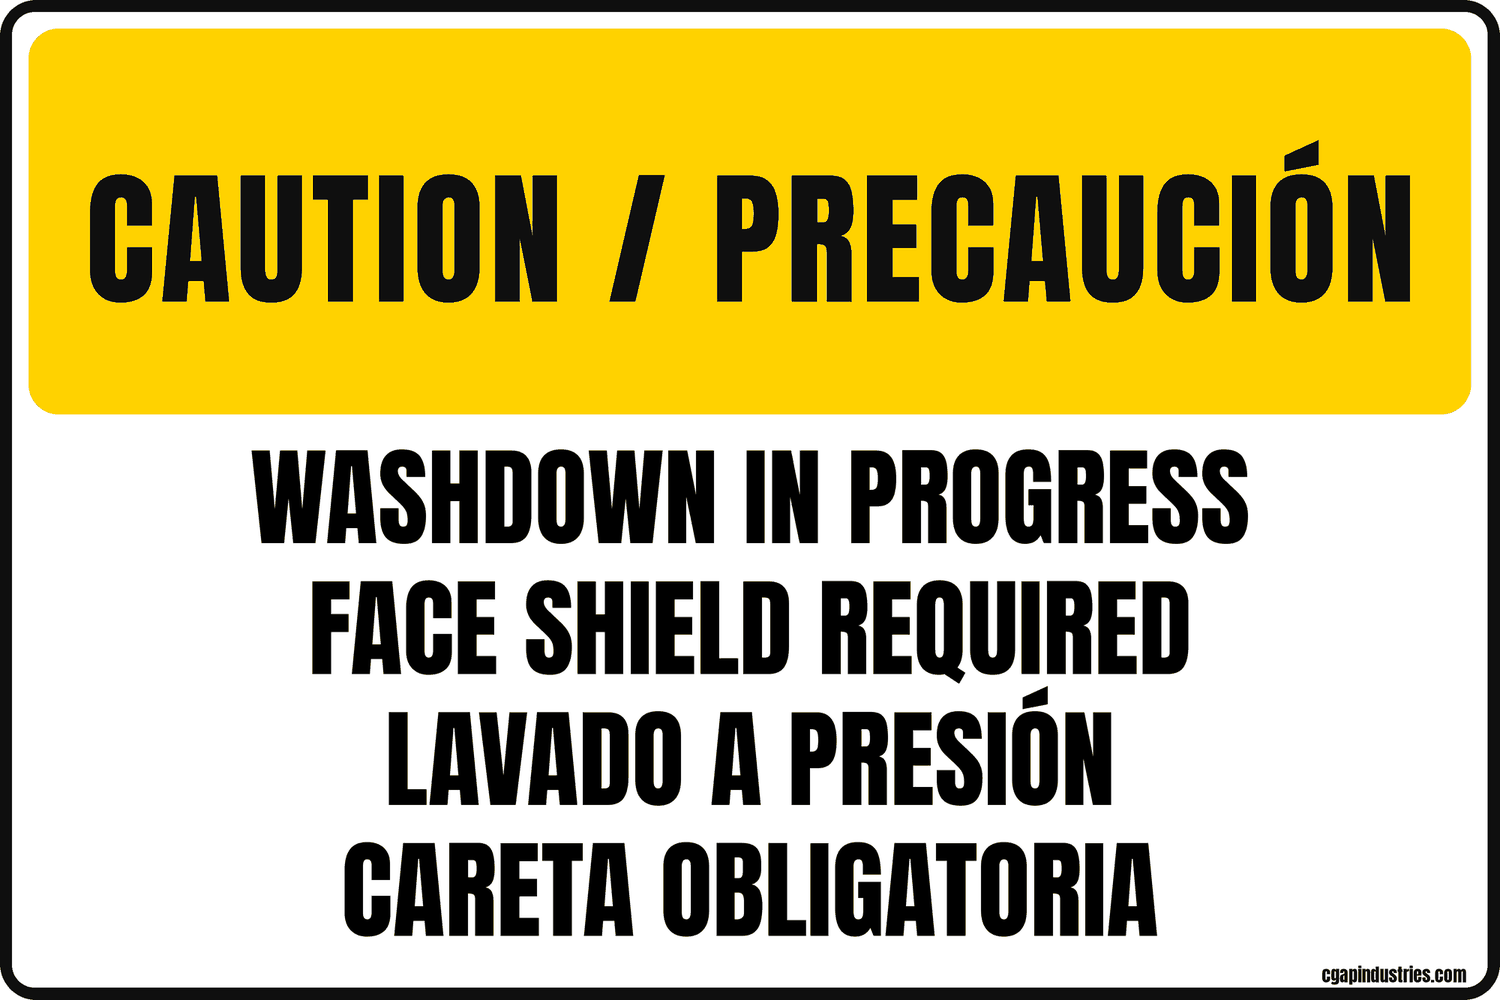 CAUTION / PRECAUCIÓN
WASHDOWN IN PROGRESS
FACE SHIELD REQUIRED
LAVADO A PRESIÓN
CARETA OBLIGATORIA
cgapindustries.com